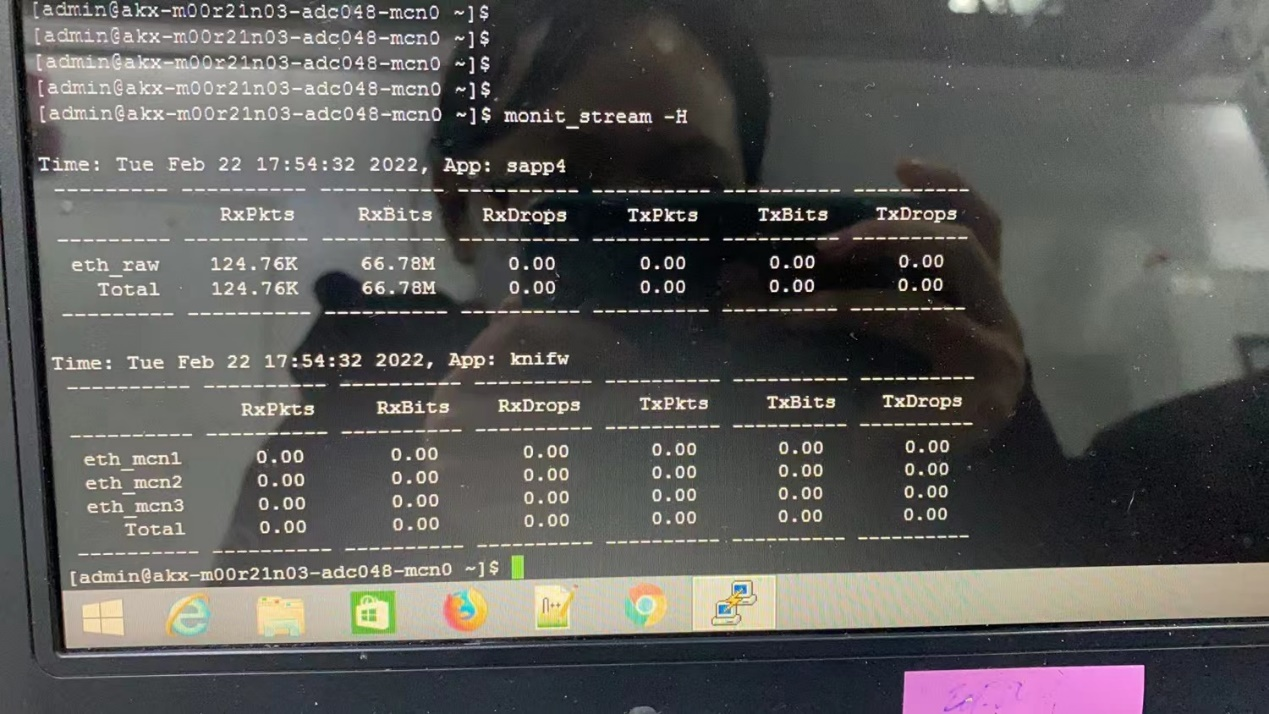 [admin@akx-m00r21n03-adc048-mcn0 ~]$
[admin@akx-m00r21n03-adc048-mcn0 ~]$
[admin@akx-m00r21n03-adc048-mcn0 ~]$
[admin@akx-m00r21n03-adc048-mcn0 ~]$
[admin@akx-m00r21n03-adc048-mcn0 ~]$ monit_stream -H
Time: Tue Feb 22 17:54:32 2022, App: sapp4
--------- ---------- ---------- ---------- ---------- ---------- ----------
RxPkts RxBits RxDrops TxPkts TxBits TxDrops
--------- ---------- ---------- ---------- ---------- ---------- ----------
eth_raw 124.76K 66.78M 0.00 0.00 0.00 0.00
Total 124.76K 66.78M 0.00 0.00 0.00 0.00
--------- ---------- ---------- ---------- ---------- ---------- ----------
Time: Tue Feb 22 17:54:32 2022, App: knifw
---------- ---------- ---------- ---------- ---------- ---------- ----------
RxPkts RxBits RxDrops TxPkts TxBits TxDrops
---------- ---------- ---------- ---------- ---------- ---------- ----------
eth_mcn1 0.00 0.00 0.00 0.00 0.00 0.00
eth_mcn2 0.00 0.00 0.00 0.00 0.00 0.00
eth_mcn3 0.00 0.00 0.00 0.00 0.00 0.00
Total 0.00 0.00 0.00 0.00 0.00 0.00
---------- ---------- ---------- ---------- ---------- ---------- ----------
[admin@akx-m00r21n03-adc048-mcn0 ~]$